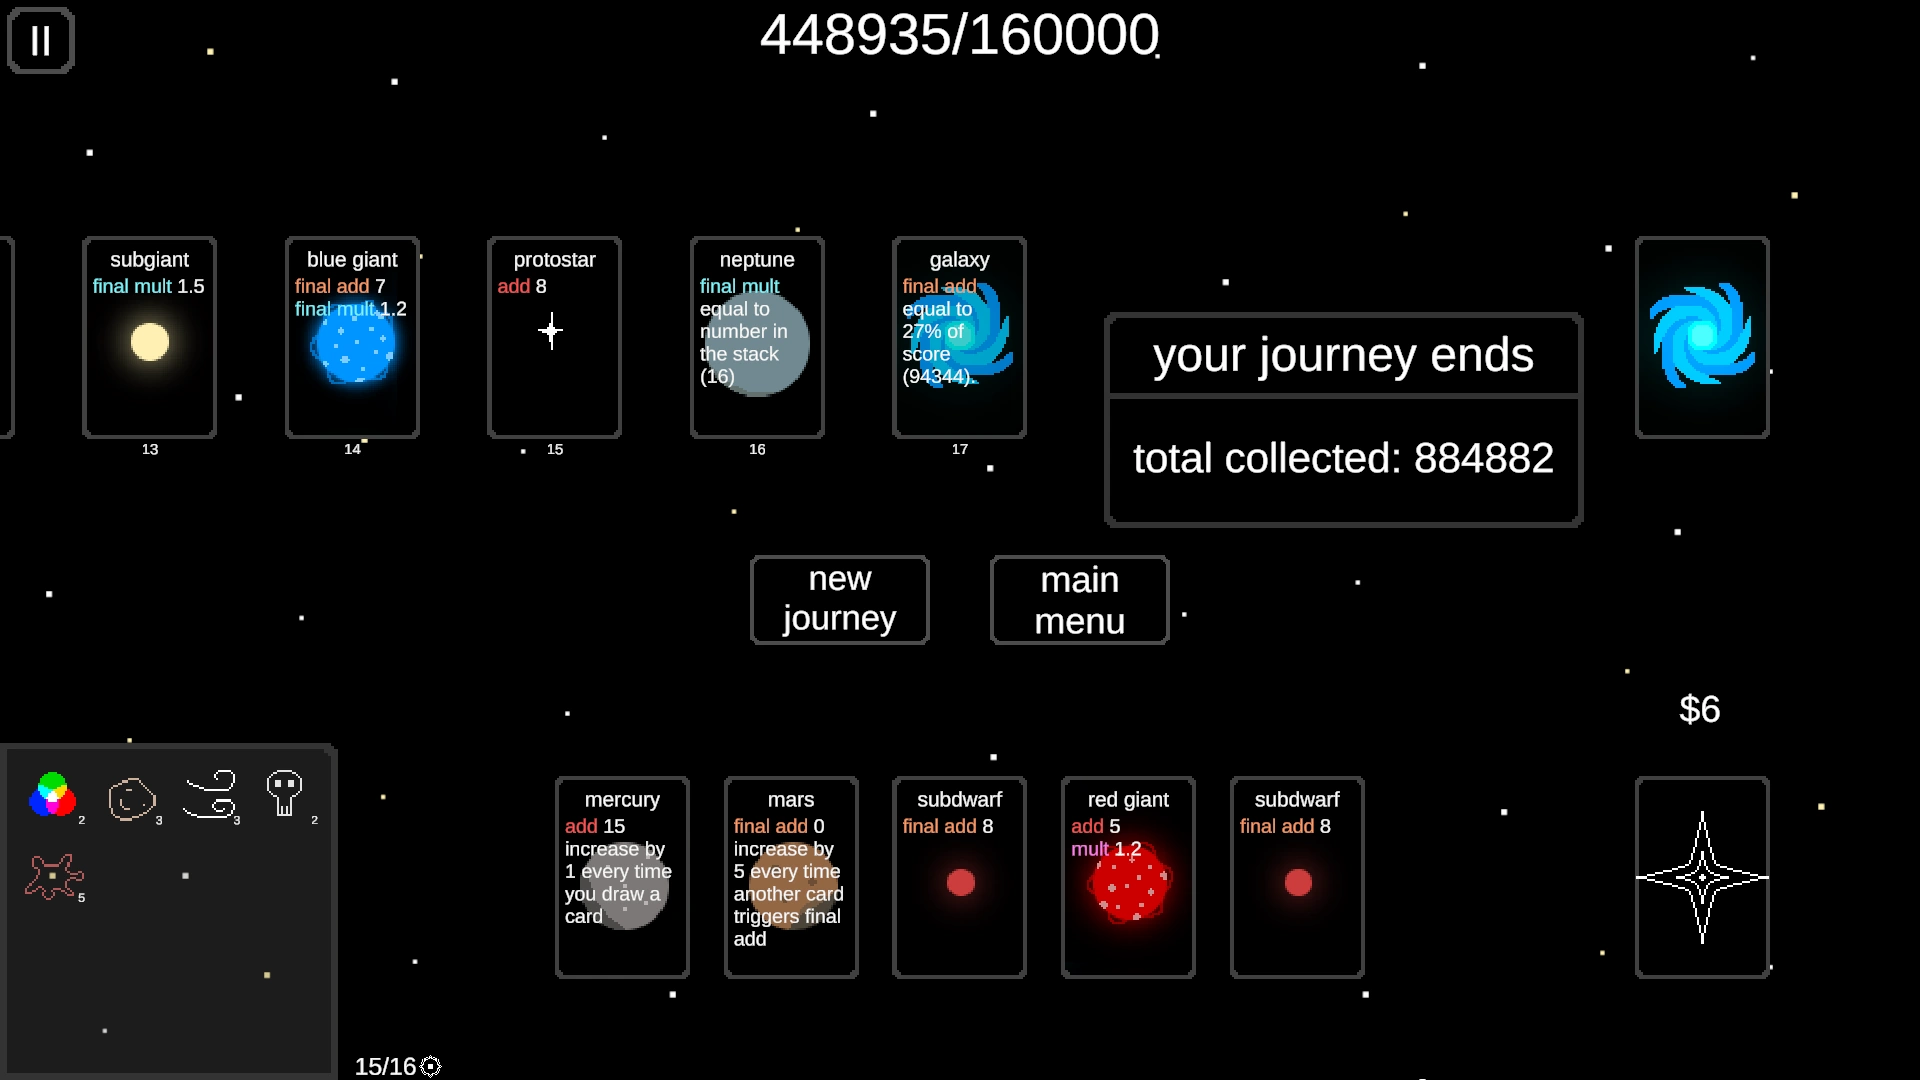 448935/160000
subgiant
final mult 1.5
13
blue giant
final add 7
final mult 1.2
14
protostar
add 8
15
neptune
final mult
equal to
number in
the stack
(16)
16
galaxy
final add
equal to
27% of
score
(94344).
17
your journey ends
total collected: 884882
new
journey
main
menu
$6
2
3
3
2
5
mercury
add 15
increase by
1 every time
you draw a
card
mars
final add 0
increase by
5 every time
another card
triggers final
add
subdwarf
final add 8
red giant
add 5
mult 1.2
subdwarf
final add 8
15/16